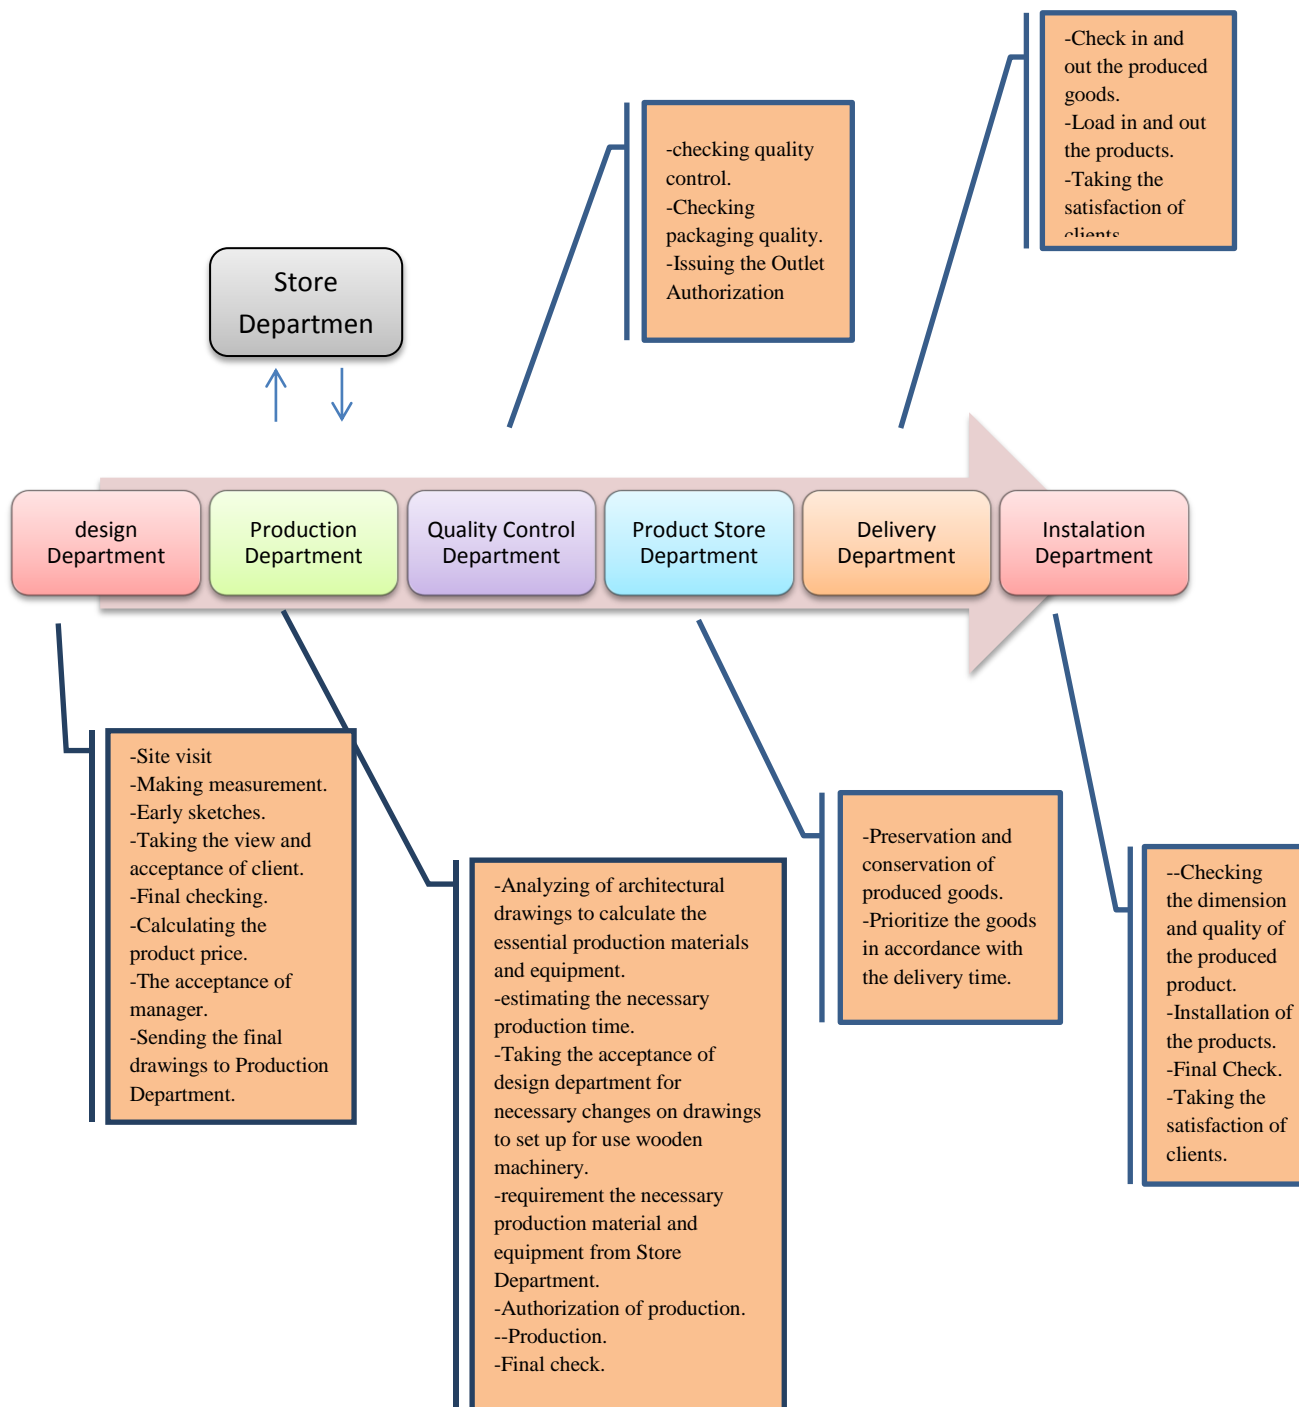 -Check in and
out the produced
goods.
-Load in and out
the products.
-Taking the
satisfaction of
clients
-checking quality
control.
-Checking
packaging quality.
-Issuing the Outlet
Authorization
Store
Departmen
design
Department
Production
Department
Quality Control
Department
Product Store
Department
Delivery
Department
Instalation
Department
-Site visit
-Making measurement.
-Early sketches.
-Taking the view and
acceptance of client.
-Final checking.
-Calculating the
product price.
-The acceptance of
manager.
-Sending the final
drawings to Production
Department.
-Analyzing of architectural
drawings to calculate the
essential production materials
and equipment.
-estimating the necessary
production time.
-Taking the acceptance of
design department for
necessary changes on drawings
to set up for use wooden
machinery.
-requirement the necessary
production material and
equipment from Store
Department.
-Authorization of production.
--Production.
-Final check.
-Preservation and
conservation of
produced goods.
-Prioritize the goods
in accordance with
the delivery time.
--Checking
the dimension
and quality of
the produced
product.
-Installation of
the products.
-Final Check.
-Taking the
satisfaction of
clients.